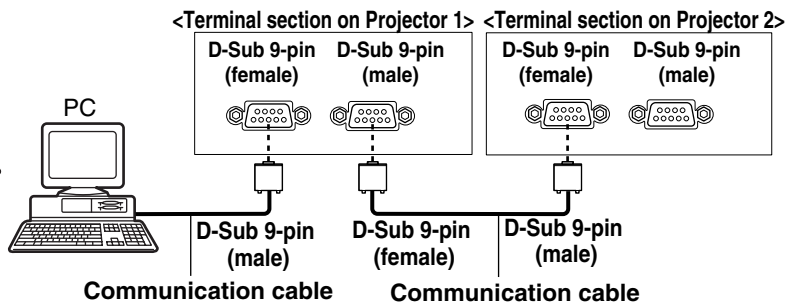 <Terminal section on Projector 1> <Terminal section on Projector 2>
D-Sub 9-pin D-Sub 9-pin D-Sub 9-pin D-Sub 9-pin
(female) (male) (female) (male)
PC
D-Sub 9-pin D-Sub 9-pin D-Sub 9-pin
(male) (female) (male)
Communication cable Communication cable